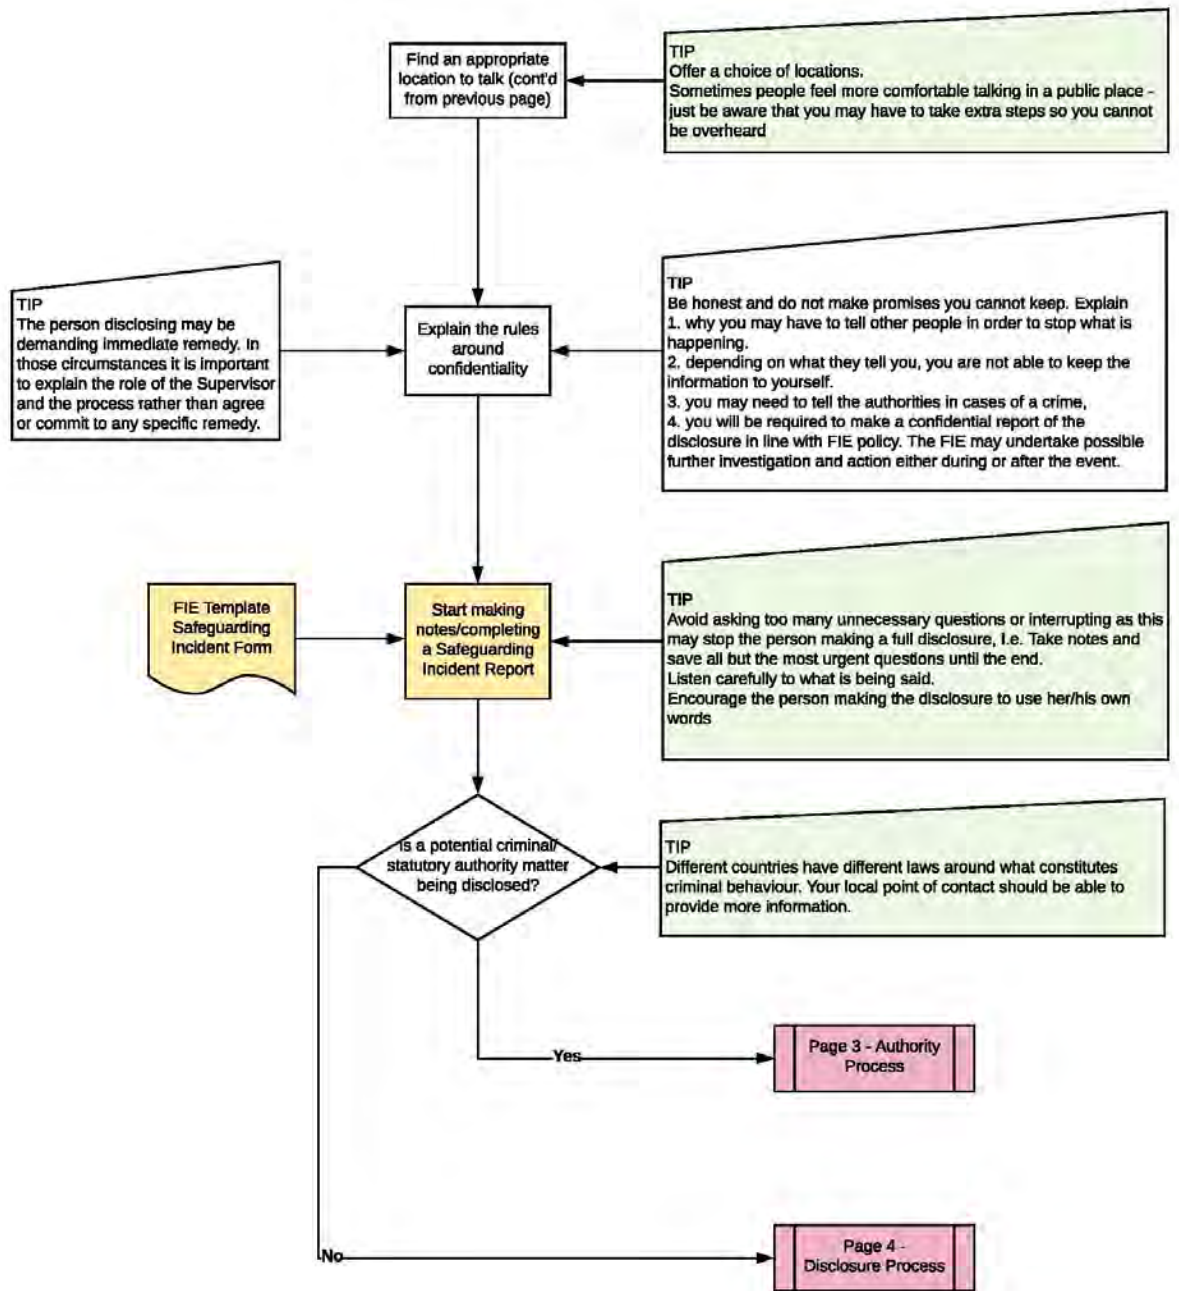 Find an appropriate
location to talk (cont'd
from previous page)
TIP
Offer a choice of locations.
Sometimes people feel more comfortable talking in a public place -
just be aware that you may have to take extra steps so you cannot
be overheard
TIP
The person disclosing may be
demanding immediate remedy. In
those circumstances it is important
to explain the role of the Supervisor
and the process rather than agree
or commit to any specific remedy.
Explain the rules
around
confidentiality
TIP
Be honest and do not make promises you cannot keep. Explain
1. why you may have to tell other people in order to stop what is
happening.
2. depending on what they tell you, you are not able to keep the
information to yourself.
3. you may need to tell the authorities in cases of a crime,
4. you will be required to make a confidential report of the
disclosure in line with FIE policy. The FIE may undertake possible
further investigation and action either during or after the event.
FIE Template
Safeguarding
Incident Form
Start making
notes/completing
a Safeguarding
Incident Report
TIP
Avoid asking too many unnecessary questions or interrupting as this
may stop the person making a full disclosure, I.e. Take notes and
save all but the most urgent questions until the end.
Listen carefully to what is being said.
Encourage the person making the disclosure to use her/his own
words
Is a potential criminal/
statutory authority matter
being disclosed?
TIP
Different countries have different laws around what constitutes
criminal behaviour. Your local point of contact should be able to
provide more information.
Yes
Page 3 - Authority
Process
No
Page 4 -
Disclosure Process